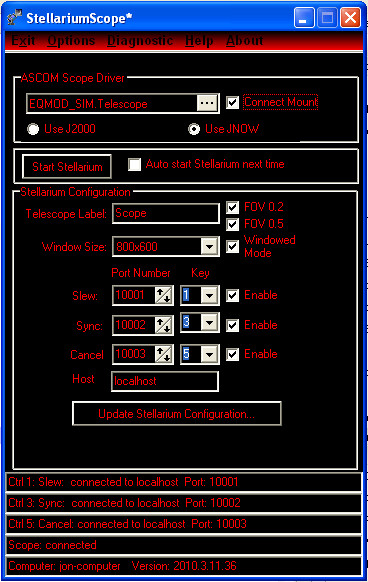 StellariumScope*
Exit Options Diagnostic Help About
ASCOM Scope Driver
EQMOD_SIM.Telescope ... Connect Mount
Use J2000 Use JNOW
Start Stellarium Auto start Stellarium next time
Stellarium Configuration
Telescope Label: Scope FOV 0.2
FOV 0.5
Window Size: 800x600 Windowed
Mode
Port Number Key
Slew: 10001 1 Enable
Sync: 10002 3 Enable
Cancel 10003 5 Enable
Host localhost
Update Stellarium Configuration...
Ctrl 1: Slew: connected to localhost Port: 10001
Ctrl 3: Sync: connected to localhost Port: 10002
Ctrl 5: Cancel: connected to localhost Port: 10003
Scope: connected
Computer: jon-computer Version: 2010.3.11.36